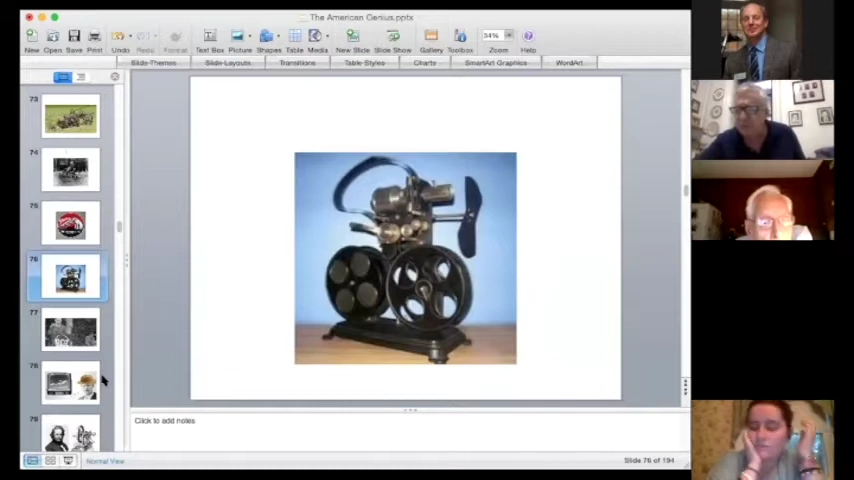 The American Genius.pptx
New Open Save Print Undo Redo Format Text Box Picture Shapes Table Media New Slide Slide Show Gallery Toolbox Zoom Help
34%
Slide Themes Slide Layouts Transitions Table Styles Charts SmartArt Graphics WordArt
73
74
75
76
77
78
79
Click to add notes
Normal View
Slide 76 of 194